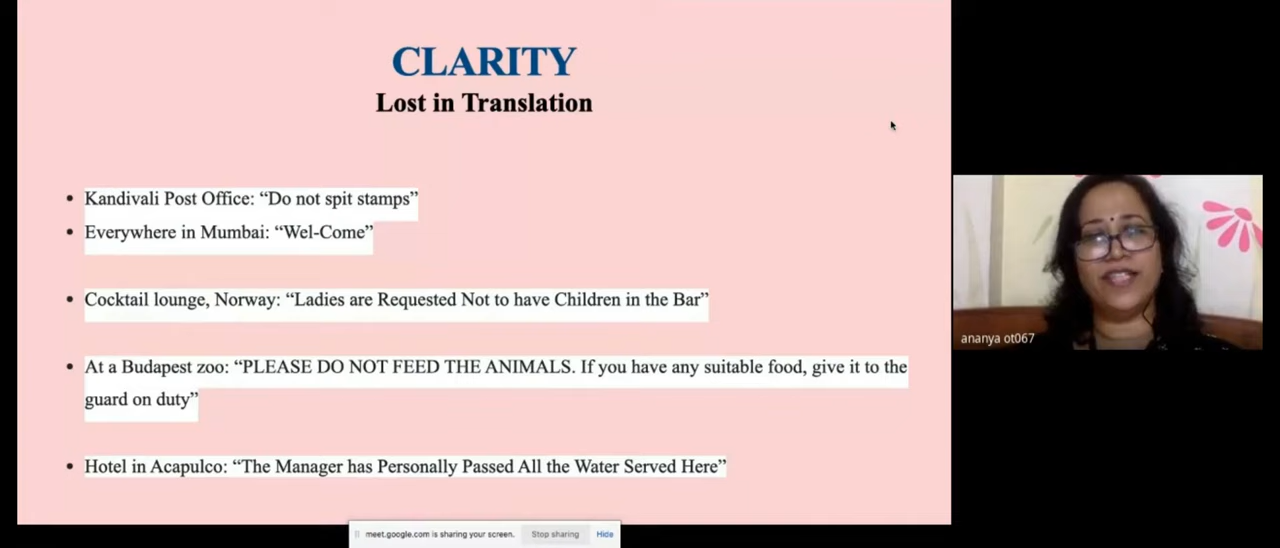 CLARITY
Lost in Translation
• Kandivali Post Office: “Do not spit stamps”
• Everywhere in Mumbai: “Wel-Come”
• Cocktail lounge, Norway: “Ladies are Requested Not to have Children in the Bar”
• At a Budapest zoo: “PLEASE DO NOT FEED THE ANIMALS. If you have any suitable food, give it to the
guard on duty”
• Hotel in Acapulco: “The Manager has Personally Passed All the Water Served Here”
ananya ot067
meet.google.com is sharing your screen. Stop sharing Hide